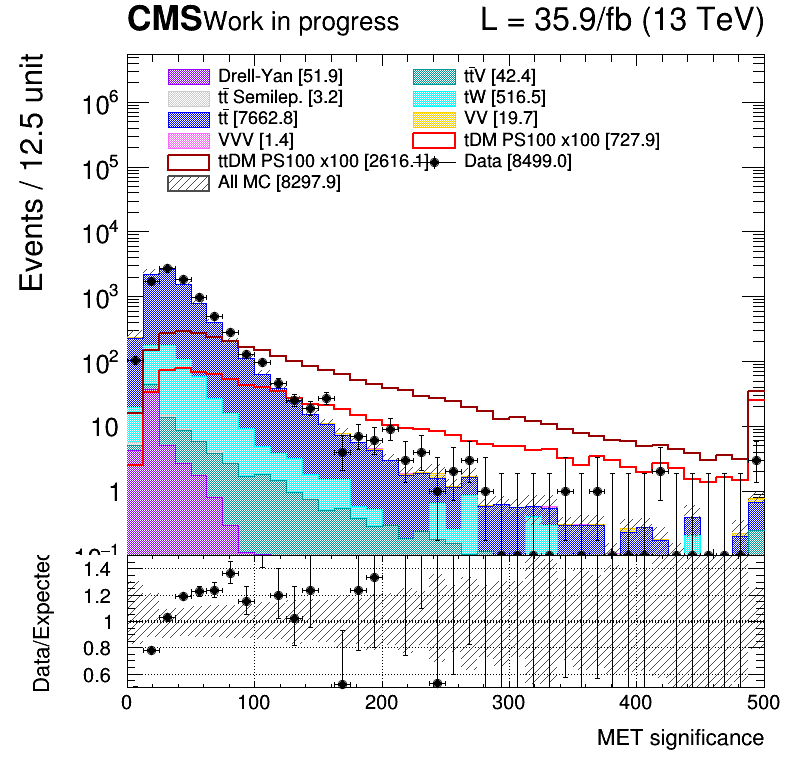 CMS Work in progress L = 35.9/fb (13 TeV)
Events / 12.5 unit
Drell-Yan [51.9] tt̄V [42.4]
tt̄ Semilep. [3.2] tW [516.5]
tt̄ [7662.8] VV [19.7]
VVV [1.4] tDM PS100 x100 [727.9]
ttDM PS100 x100 [2616.1] Data [8499.0]
All MC [8297.9]
10⁶
10⁵
10⁴
10³
10²
10
1
10⁻¹
Data/Expected
1.4
1.2
1
0.8
0.6
0 100 200 300 400 500
MET significance